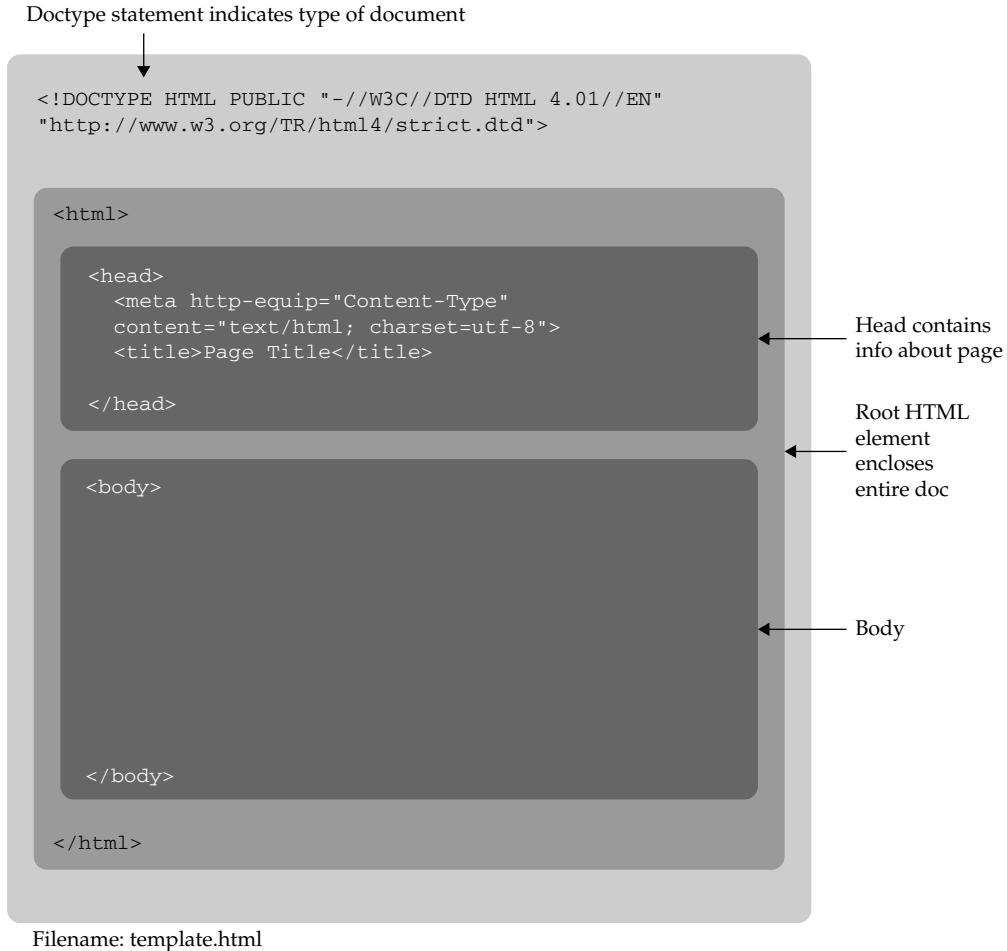 Doctype statement indicates type of document
<!DOCTYPE HTML PUBLIC "-//W3C//DTD HTML 4.01//EN"
"http://www.w3.org/TR/html4/strict.dtd">
<html>
<head>
<meta http-equip="Content-Type"
content="text/html; charset=utf-8">
<title>Page Title</title>
</head>
Head contains
info about page
Root HTML
element
encloses
entire doc
<body>
Body
</body>
</html>
Filename: template.html